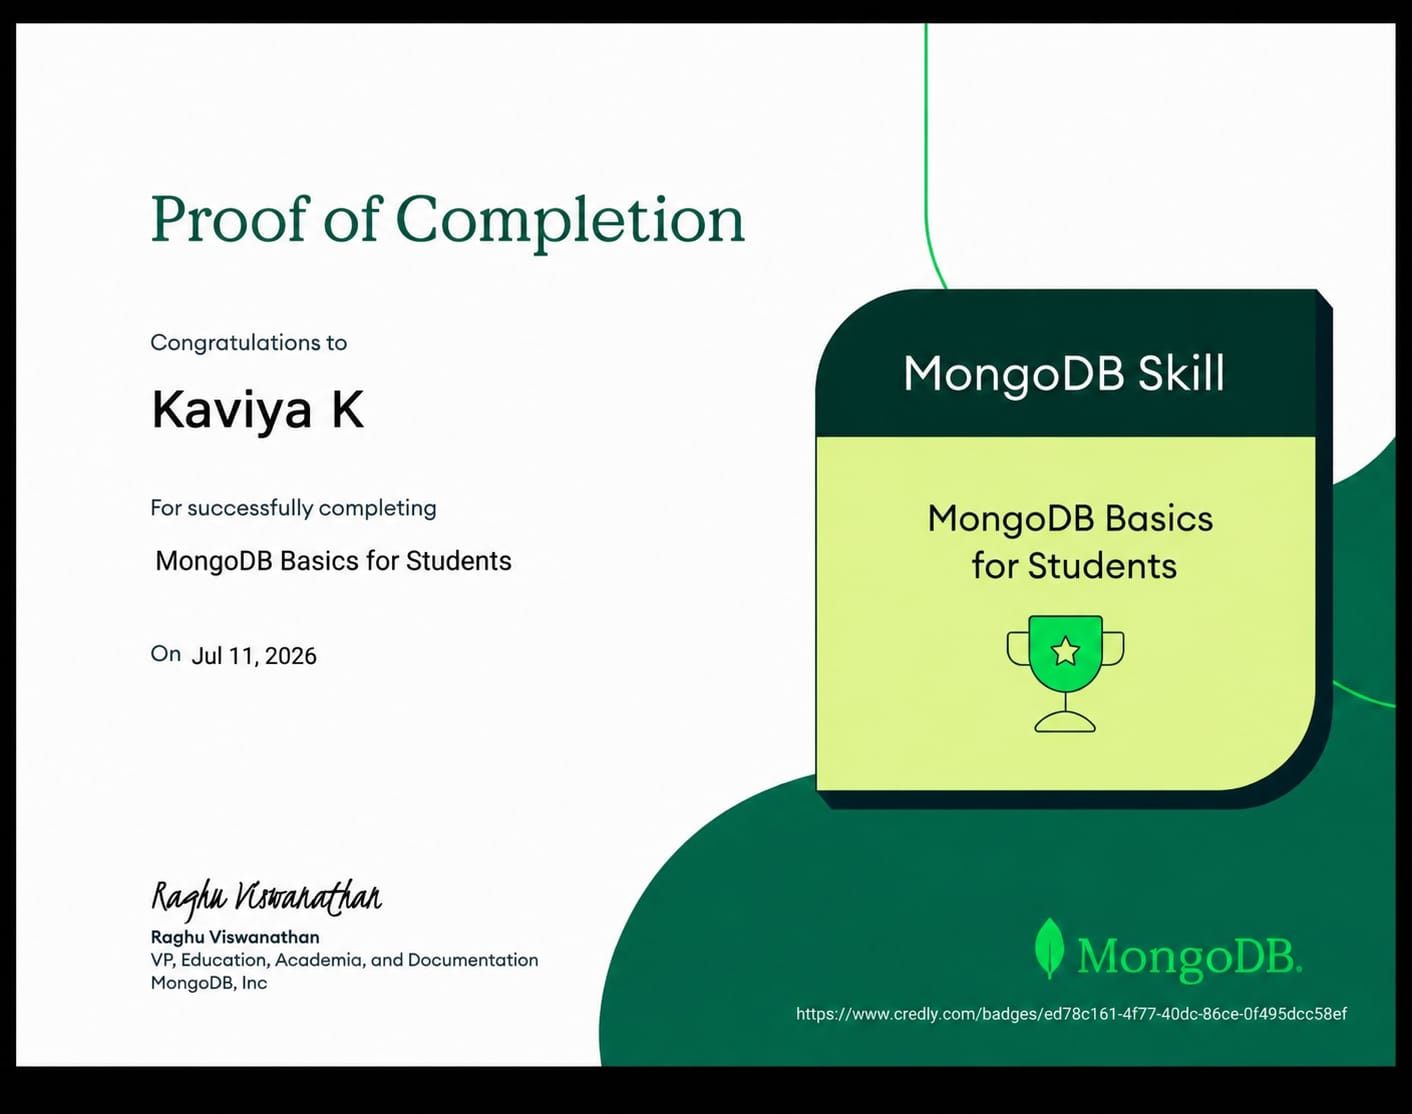 Proof of Completion
Congratulations to
Kaviya K
For successfully completing
MongoDB Basics for Students
On Jul 11, 2026
Raghu Viswanathan
Raghu Viswanathan
VP, Education, Academia, and Documentation
MongoDB, Inc
MongoDB Skill
MongoDB Basics
for Students
MongoDB.
https://www.credly.com/badges/ed78c161-4f77-40dc-86ce-0f495dcc58ef